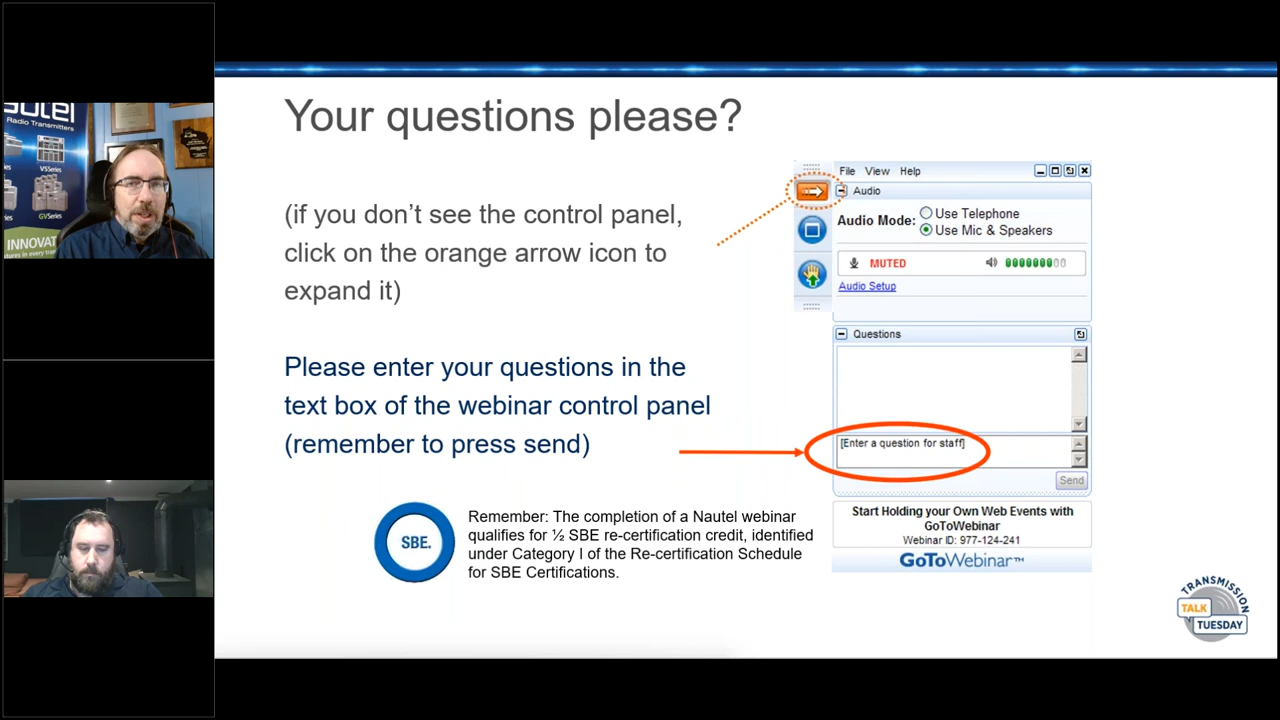 autel
Radio Transmitters
VSSeries
GVSeries
INNOVAT
Your questions please?
(if you don’t see the control panel,
click on the orange arrow icon to
expand it)
Please enter your questions in the
text box of the webinar control panel
(remember to press send)
File View Help
Audio
Audio Mode: Use Telephone
Use Mic & Speakers
MUTED
Audio Setup
Questions
[Enter a question for staff]
Send
Start Holding your Own Web Events with
GoToWebinar
Webinar ID: 977-124-241
GoToWebinar™
SBE.
Remember: The completion of a Nautel webinar
qualifies for ½ SBE re-certification credit, identified
under Category I of the Re-certification Schedule
for SBE Certifications.
TRANSMISSION
TALK
TUESDAY